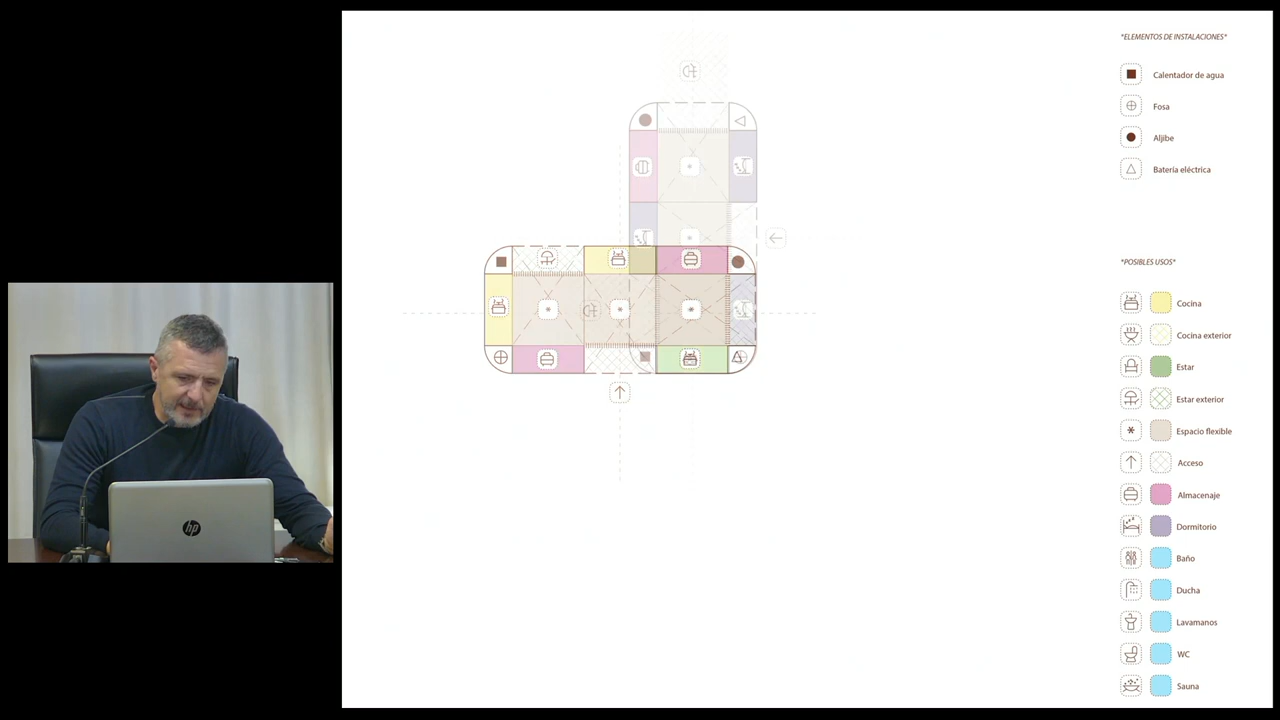 "ELEMENTOS DE INSTALACIONES"
Calentador de agua
Fosa
Aljibe
Batería eléctrica
"POSIBLES USOS"
Cocina
Cocina exterior
Estar
Estar exterior
Espacio flexible
Acceso
Almacenaje
Dormitorio
Baño
Ducha
Lavamanos
WC
Sauna
hp